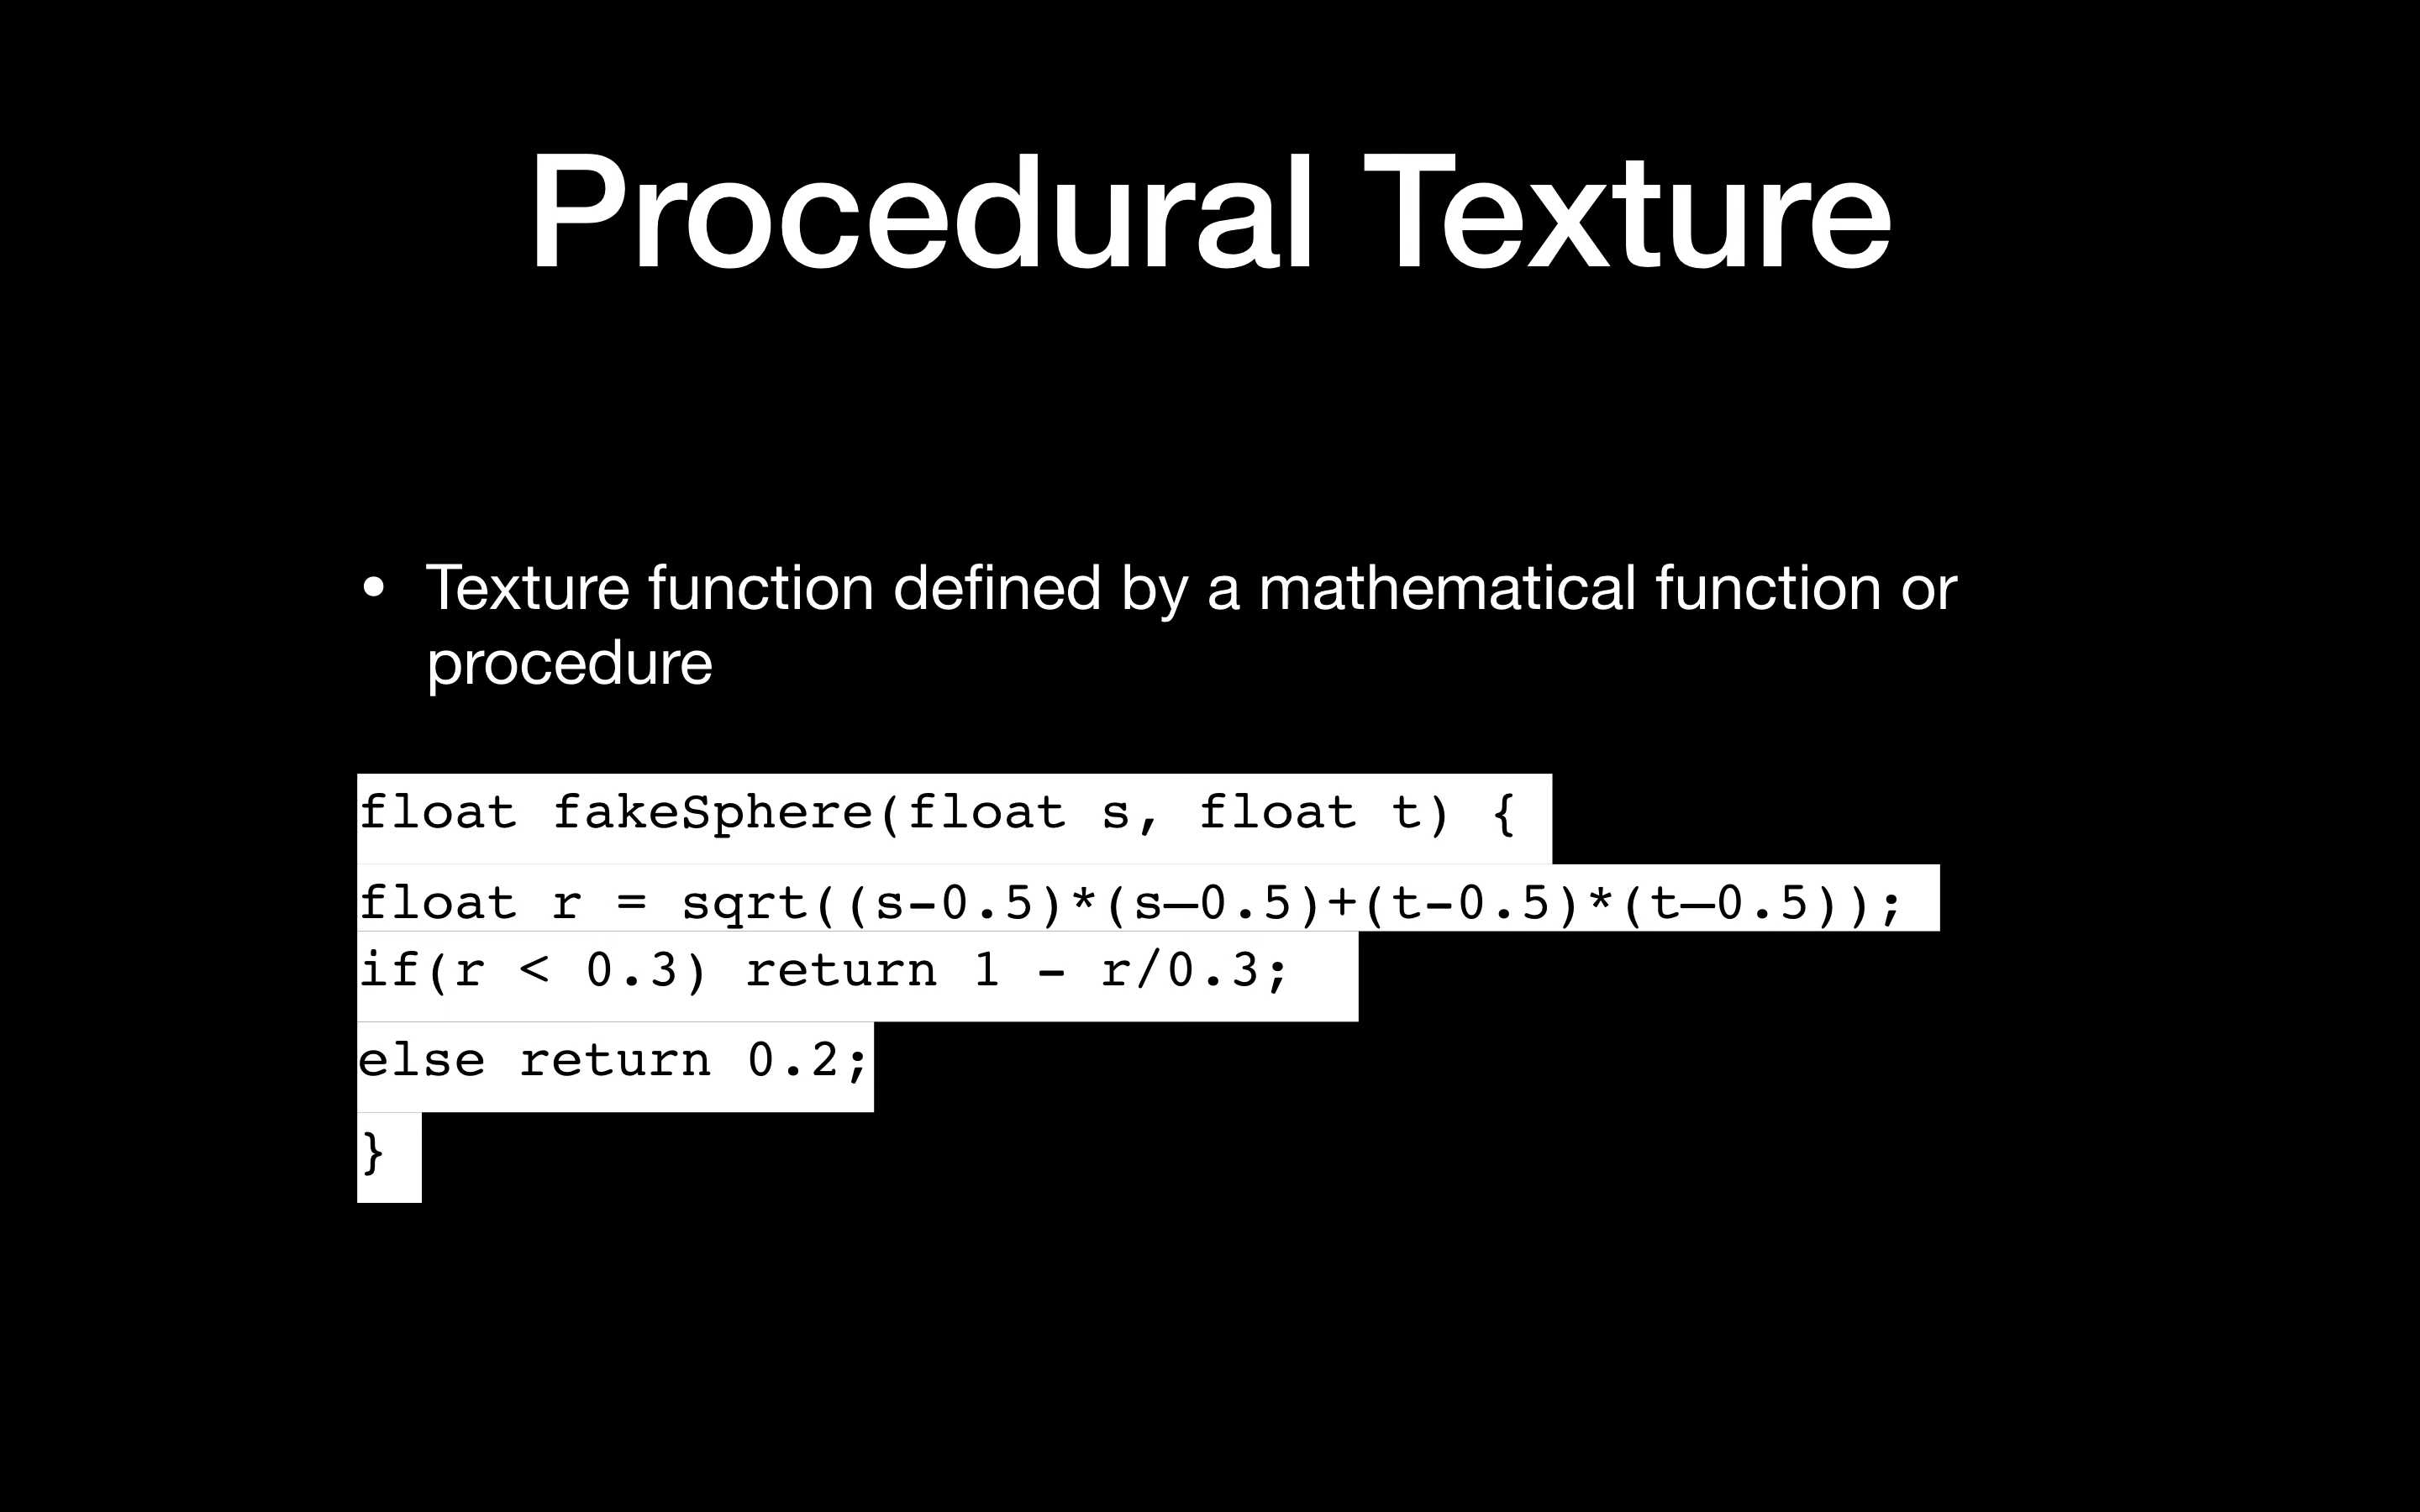 Procedural Texture
• Texture function defined by a mathematical function or
procedure
float fakeSphere(float s, float t) {
float r = sqrt((s-0.5)*(s–0.5)+(t-0.5)*(t–0.5));
if(r < 0.3) return 1 - r/0.3;
else return 0.2;
}